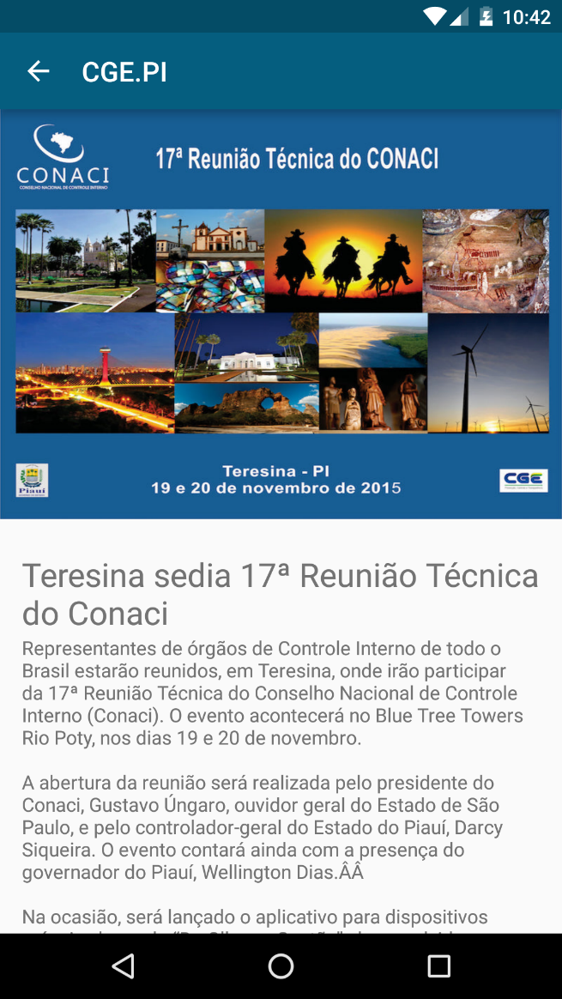 10:42
CGE.PI
CONACI
CONSELHO NACIONAL DE CONTROLE INTERNO
17ª Reunião Técnica do CONACI
Teresina - PI
19 e 20 de novembro de 2015
Piauí
CGE
Teresina sedia 17ª Reunião Técnica
do Conaci
Representantes de órgãos de Controle Interno de todo o
Brasil estarão reunidos, em Teresina, onde irão participar
da 17ª Reunião Técnica do Conselho Nacional de Controle
Interno (Conaci). O evento acontecerá no Blue Tree Towers
Rio Poty, nos dias 19 e 20 de novembro.
A abertura da reunião será realizada pelo presidente do
Conaci, Gustavo Úngaro, ouvidor geral do Estado de São
Paulo, e pelo controlador-geral do Estado do Piauí, Darcy
Siqueira. O evento contará ainda com a presença do
governador do Piauí, Wellington Dias.ÂÂ
Na ocasião, será lançado o aplicativo para dispositivos